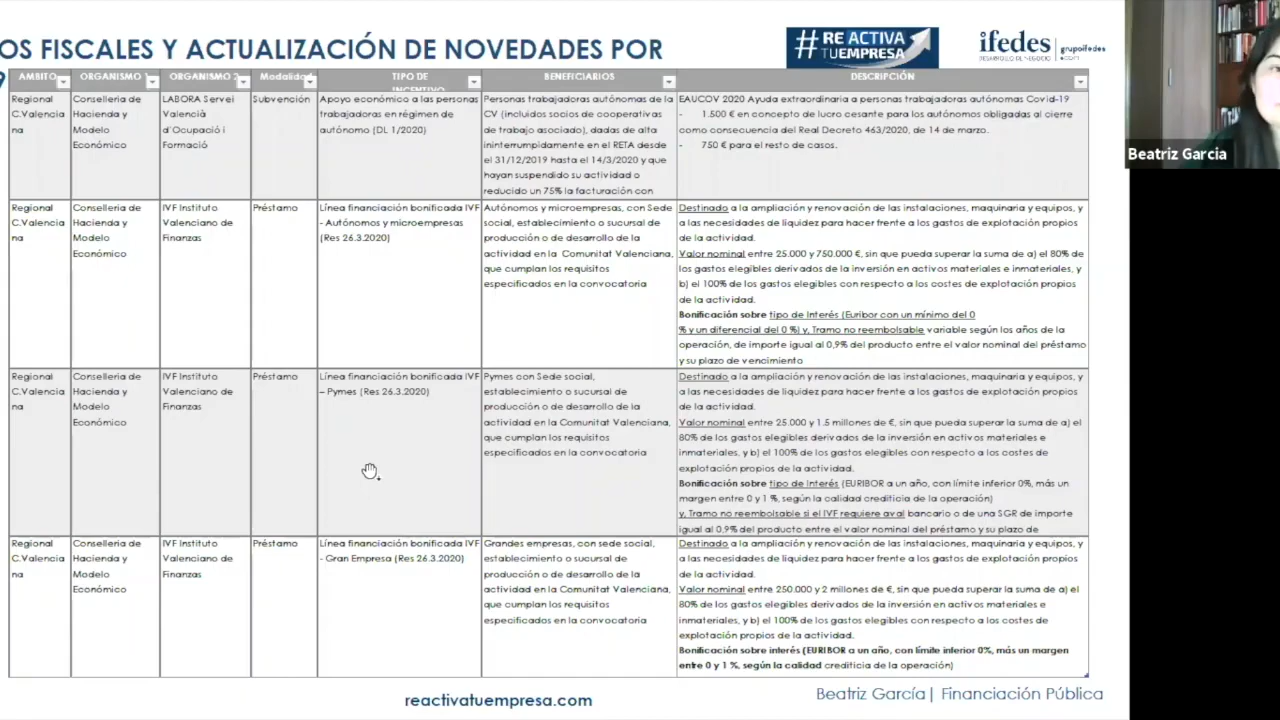 OS FISCALES Y ACTUALIZACIÓN DE NOVEDADES POR
# RE ACTIVA
TU EMPRESA
ifedes
DESARROLLO DE NEGOCIO
grupoifedes
.com
ÁMBITO
ORGANISMO 1
ORGANISMO 2
Modalidad
TIPO DE
INCENTIVO
BENEFICIARIOS
DESCRIPCIÓN
Regional
C.Valencia
na
Conselleria de
Hacienda y
Modelo
Económico
LABORA Servei
Valencià
d´Ocupació i
Formació
Subvención
Apoyo económico a las personas
trabajadoras en régimen de
autónomo (DL 1/2020)
Personas trabajadoras autónomas de la
CV (incluidos socios de cooperativas
de trabajo asociado), dadas de alta
ininterrumpidamente en el RETA desde
el 31/12/2019 hasta el 14/3/2020 y que
hayan suspendido su actividad o
reducido un 75% la facturación con
EAUCOV 2020 Ayuda extraordinaria a personas trabajadoras autónomas Covid-19
- 1.500 € en concepto de lucro cesante para los autónomos obligadas al cierre
como consecuencia del Real Decreto 463/2020, de 14 de marzo.
- 750 € para el resto de casos.
Regional
C.Valencia
na
Conselleria de
Hacienda y
Modelo
Económico
IVF Instituto
Valenciano de
Finanzas
Préstamo
Línea financiación bonificada IVF
- Autónomos y microempresas
(Res 26.3.2020)
Autónomos y microempresas, con Sede
social, establecimiento o sucursal de
producción o de desarrollo de la
actividad en la Comunitat Valenciana,
que cumplan los requisitos
especificados en la convocatoria
Destinado a la ampliación y renovación de las instalaciones, maquinaria y equipos, y
a las necesidades de liquidez para hacer frente a los gastos de explotación propios
de la actividad.
Valor nominal entre 25.000 y 750.000 €, sin que pueda superar la suma de a) el 80% de
los gastos elegibles derivados de la inversión en activos materiales e inmateriales, y
b) el 100% de los gastos elegibles con respecto a los costes de explotación propios
de la actividad.
Bonificación sobre tipo de Interés (Euribor con un mínimo del 0
% y un diferencial del 0 %) y, Tramo no reembolsable variable según los años de la
operación, de importe igual al 0,9% del producto entre el valor nominal del préstamo
y su plazo de vencimiento
Regional
C.Valencia
na
Conselleria de
Hacienda y
Modelo
Económico
IVF Instituto
Valenciano de
Finanzas
Préstamo
Línea financiación bonificada IVF
– Pymes (Res 26.3.2020)
Pymes con Sede social,
establecimiento o sucursal de
producción o de desarrollo de la
actividad en la Comunitat Valenciana,
que cumplan los requisitos
especificados en la convocatoria
Destinado a la ampliación y renovación de las instalaciones, maquinaria y equipos, y
a las necesidades de liquidez para hacer frente a los gastos de explotación propios
de la actividad.
Valor nominal entre 25.000 y 1.5 millones de €, sin que pueda superar la suma de a) el
80% de los gastos elegibles derivados de la inversión en activos materiales e
inmateriales, y b) el 100% de los gastos elegibles con respecto a los costes de
explotación propios de la actividad.
Bonificación sobre tipo de Interés (EURIBOR a un año, con límite inferior 0%, más un
margen entre 0 y 1 %, según la calidad crediticia de la operación)
y, Tramo no reembolsable si el IVF requiere aval bancario o de una SGR de importe
igual al 0,9% del producto entre el valor nominal del préstamo y su plazo de
Regional
C.Valencia
na
Conselleria de
Hacienda y
Modelo
Económico
IVF Instituto
Valenciano de
Finanzas
Préstamo
Línea financiación bonificada IVF
- Gran Empresa (Res 26.3.2020)
Grandes empresas, con sede social,
establecimiento o sucursal de
producción o de desarrollo de la
actividad en la Comunitat Valenciana,
que cumplan los requisitos
especificados en la convocatoria
Destinado a la ampliación y renovación de las instalaciones, maquinaria y equipos, y
a las necesidades de liquidez para hacer frente a los gastos de explotación propios
de la actividad.
Valor nominal entre 250.000 y 2 millones de €, sin que pueda superar la suma de a) el
80% de los gastos elegibles derivados de la inversión en activos materiales e
inmateriales, y b) el 100% de los gastos elegibles con respecto a los costes de
explotación propios de la actividad.
Bonificación sobre interés (EURIBOR a un año, con límite inferior 0%, más un margen
entre 0 y 1 %, según la calidad crediticia de la operación)
reactivatuempresa.com
Beatriz García| Financiación Pública
Beatriz Garcia